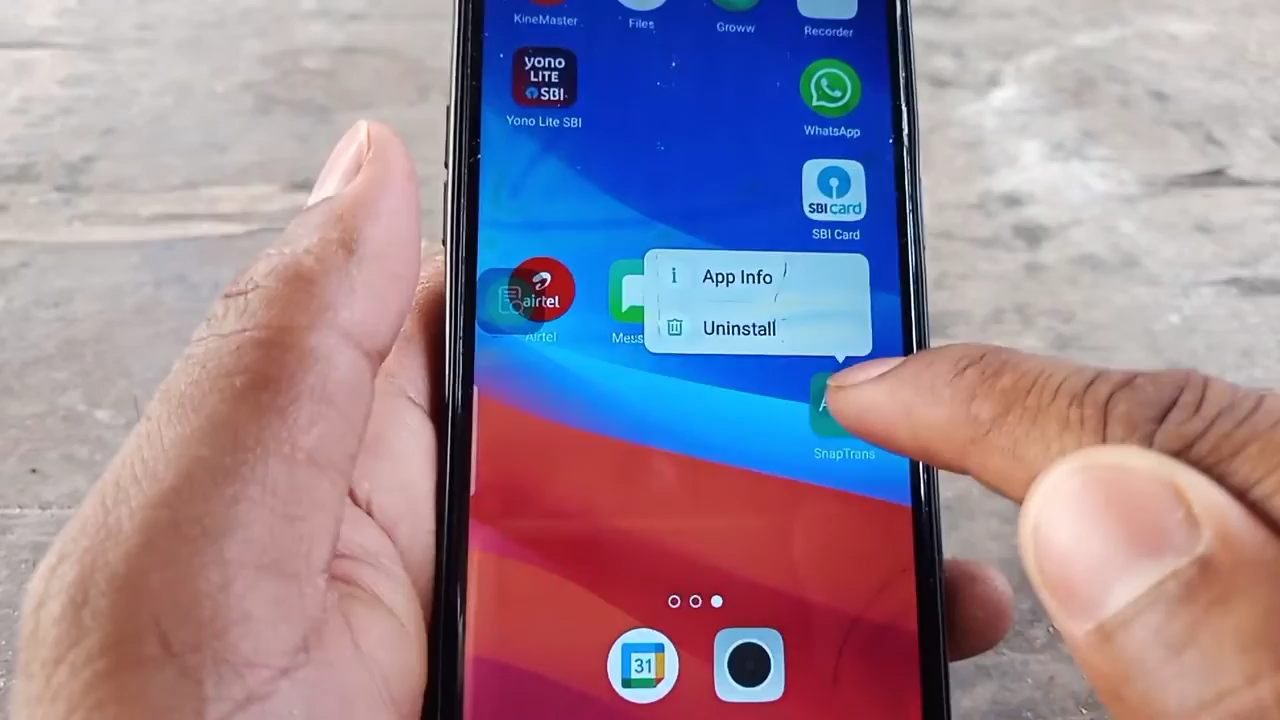 KineMaster
Files
Groww
Recorder
yono
LITE
SBI
Yono Lite SBI
WhatsApp
SBI card
SBI Card
airtel
Airtel
App Info
Uninstall
SnapTrans
31